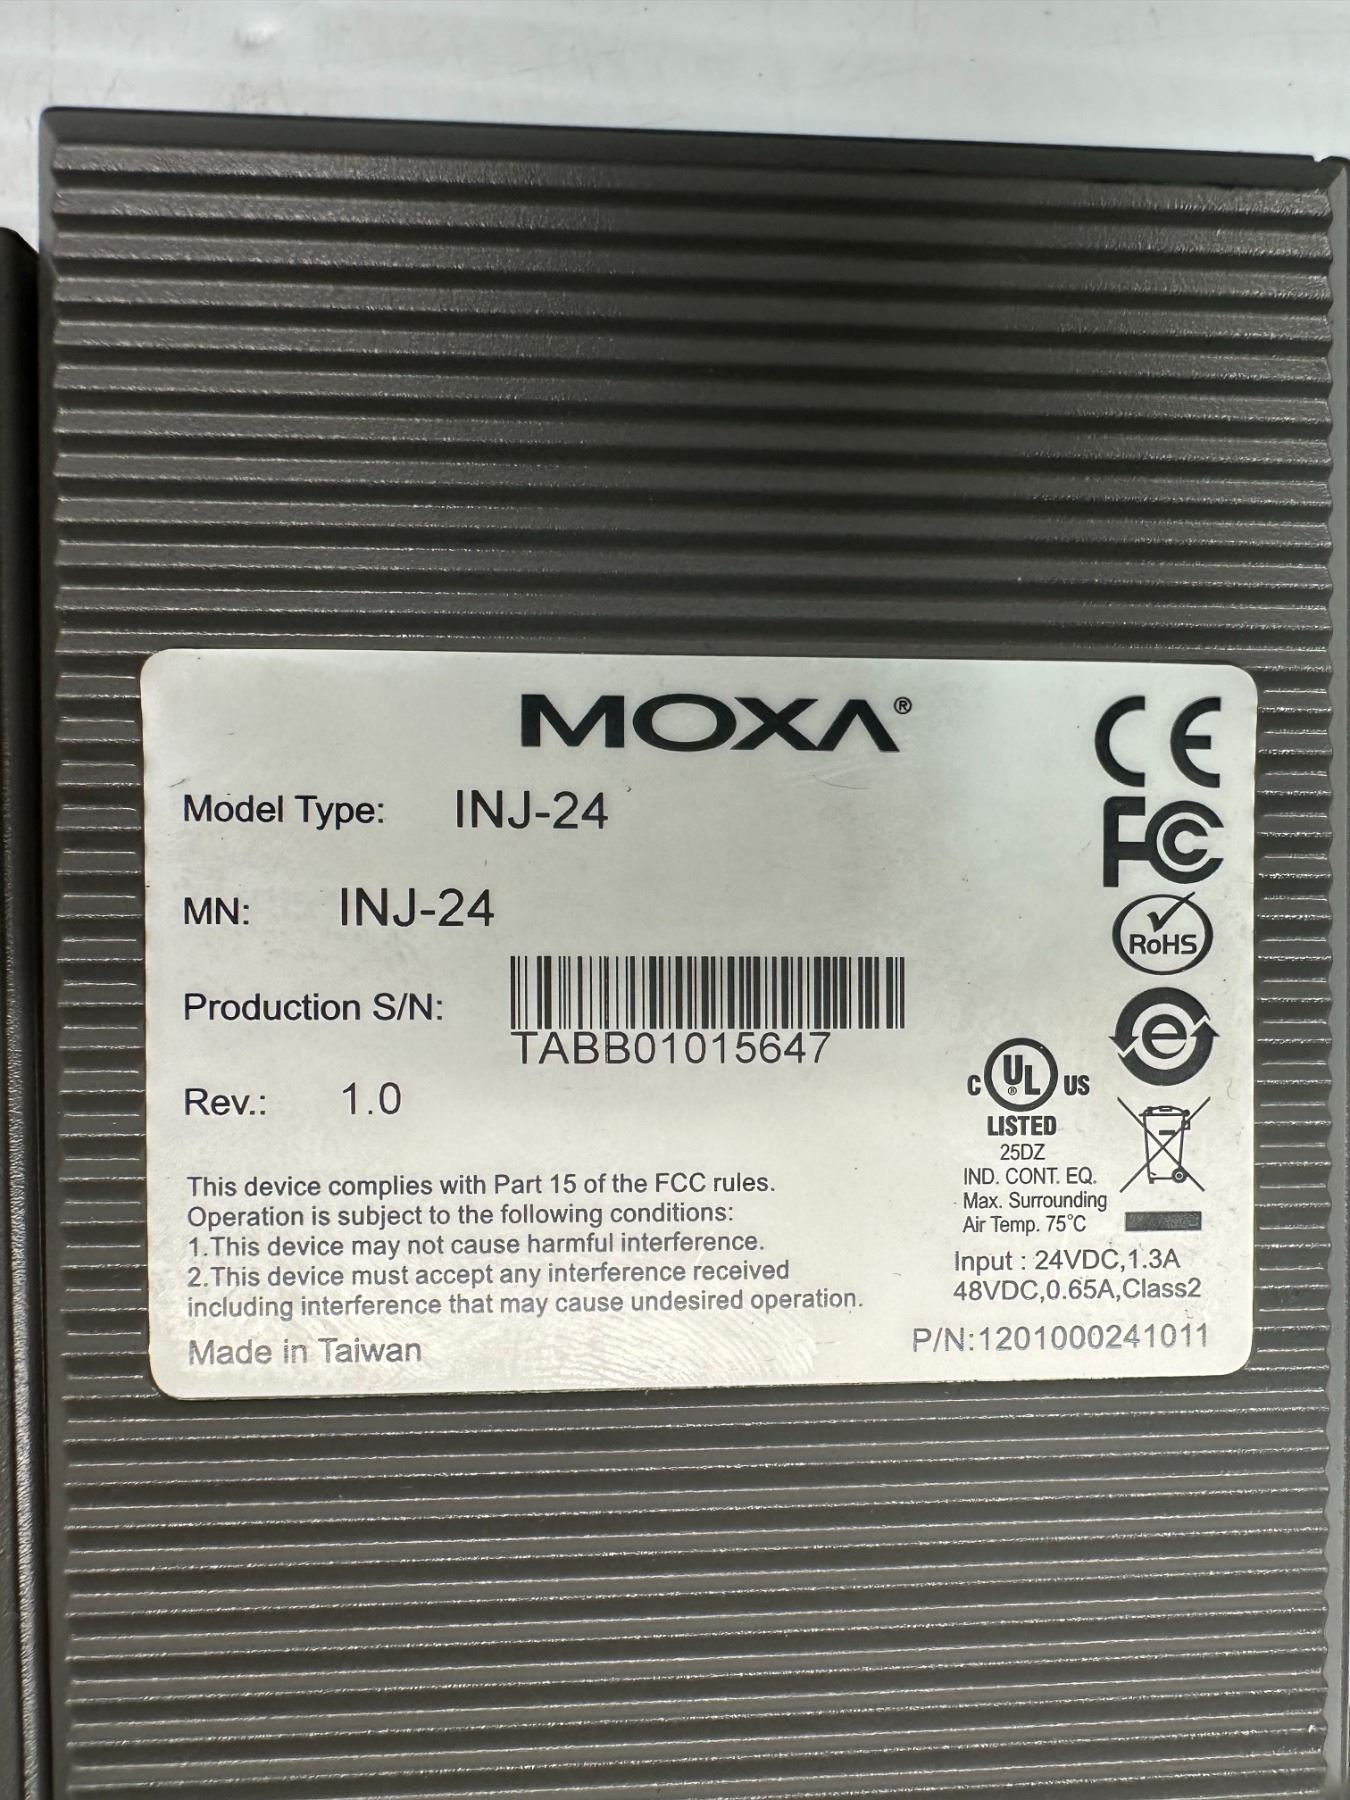 MOXA®
CE
Model Type: INJ-24
FC
MN: INJ-24
RoHS
Production S/N:
TABB01015647
e
Rev.: 1.0
C UL® US
LISTED
25DZ
IND. CONT. EQ.
Max. Surrounding
Air Temp. 75°C
This device complies with Part 15 of the FCC rules.
Operation is subject to the following conditions:
1.This device may not cause harmful interference.
2.This device must accept any interference received
including interference that may cause undesired operation.
Input : 24VDC,1.3A
48VDC,0.65A,Class2
Made in Taiwan
P/N:1201000241011